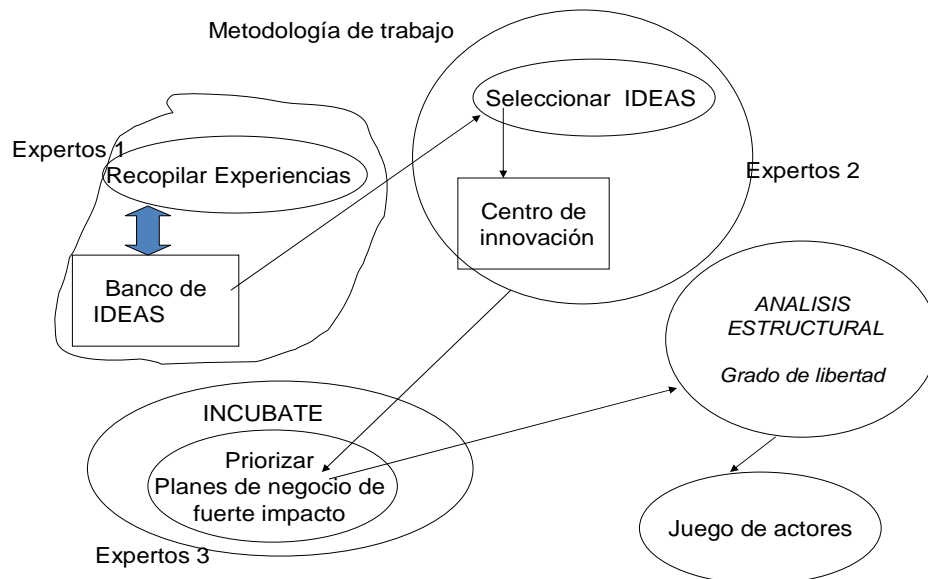 Metodología de trabajo
Seleccionar IDEAS
Expertos 1
Recopilar Experiencias
Expertos 2
Centro de
innovación
Banco de
IDEAS
ANALISIS
ESTRUCTURAL
Grado de libertad
INCUBATE
Priorizar
Planes de negocio de
fuerte impacto
Juego de actores
Expertos 3